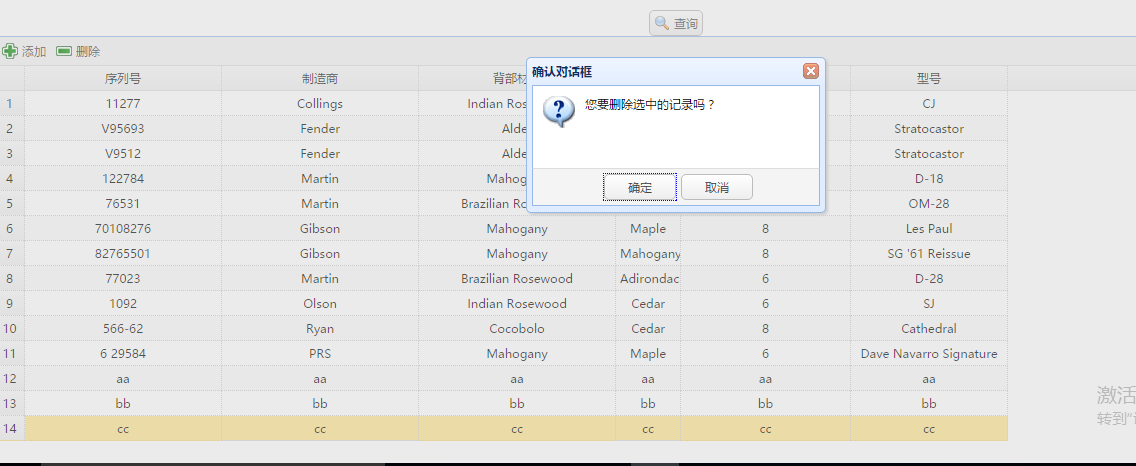 查询
添加 删除
序列号 制造商 背部材 型号
1 11277 Collings Indian Rose CJ
2 V95693 Fender Alde Stratocastor
3 V9512 Fender Alde Stratocastor
4 122784 Martin Mahog D-18
5 76531 Martin Brazilian Ro OM-28
6 70108276 Gibson Mahogany Maple 8 Les Paul
7 82765501 Gibson Mahogany Mahogany 8 SG '61 Reissue
8 77023 Martin Brazilian Rosewood Adirondac 6 D-28
9 1092 Olson Indian Rosewood Cedar 6 SJ
10 566-62 Ryan Cocobolo Cedar 8 Cathedral
11 6 29584 PRS Mahogany Maple 6 Dave Navarro Signature
12 aa aa aa aa aa aa
13 bb bb bb bb bb bb
14 cc cc cc cc cc cc
确认对话框
您要删除选中的记录吗？
确定 取消
激活
转到"